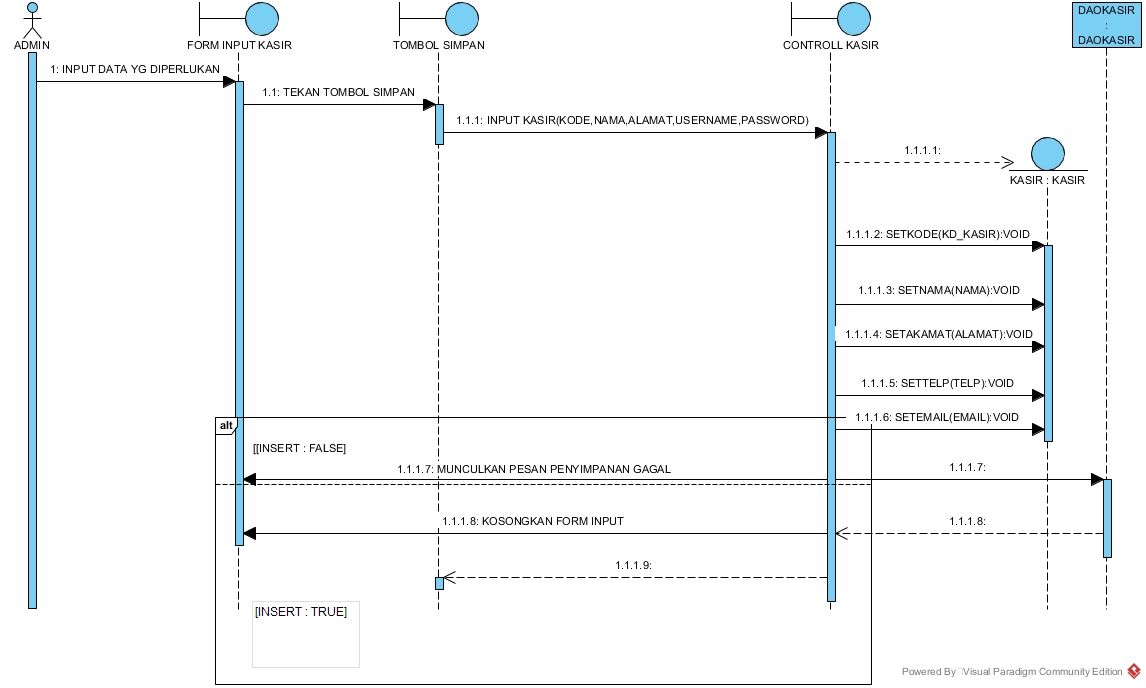 ADMIN
FORM INPUT KASIR
TOMBOL SIMPAN
CONTROLL KASIR
DAOKASIR
:
DAOKASIR
1: INPUT DATA YG DIPERLUKAN
1.1: TEKAN TOMBOL SIMPAN
1.1.1: INPUT KASIR(KODE,NAMA,ALAMAT,USERNAME,PASSWORD)
1.1.1.1:
KASIR : KASIR
1.1.1.2: SETKODE(KD_KASIR):VOID
1.1.1.3: SETNAMA(NAMA):VOID
1.1.1.4: SETAKAMAT(ALAMAT):VOID
1.1.1.5: SETTELP(TELP):VOID
1.1.1.6: SETEMAIL(EMAIL):VOID
alt
[[INSERT : FALSE]
1.1.1.7: MUNCULKAN PESAN PENYIMPANAN GAGAL
1.1.1.7:
1.1.1.8: KOSONGKAN FORM INPUT
1.1.1.8:
1.1.1.9:
[INSERT : TRUE]
Powered By Visual Paradigm Community Edition